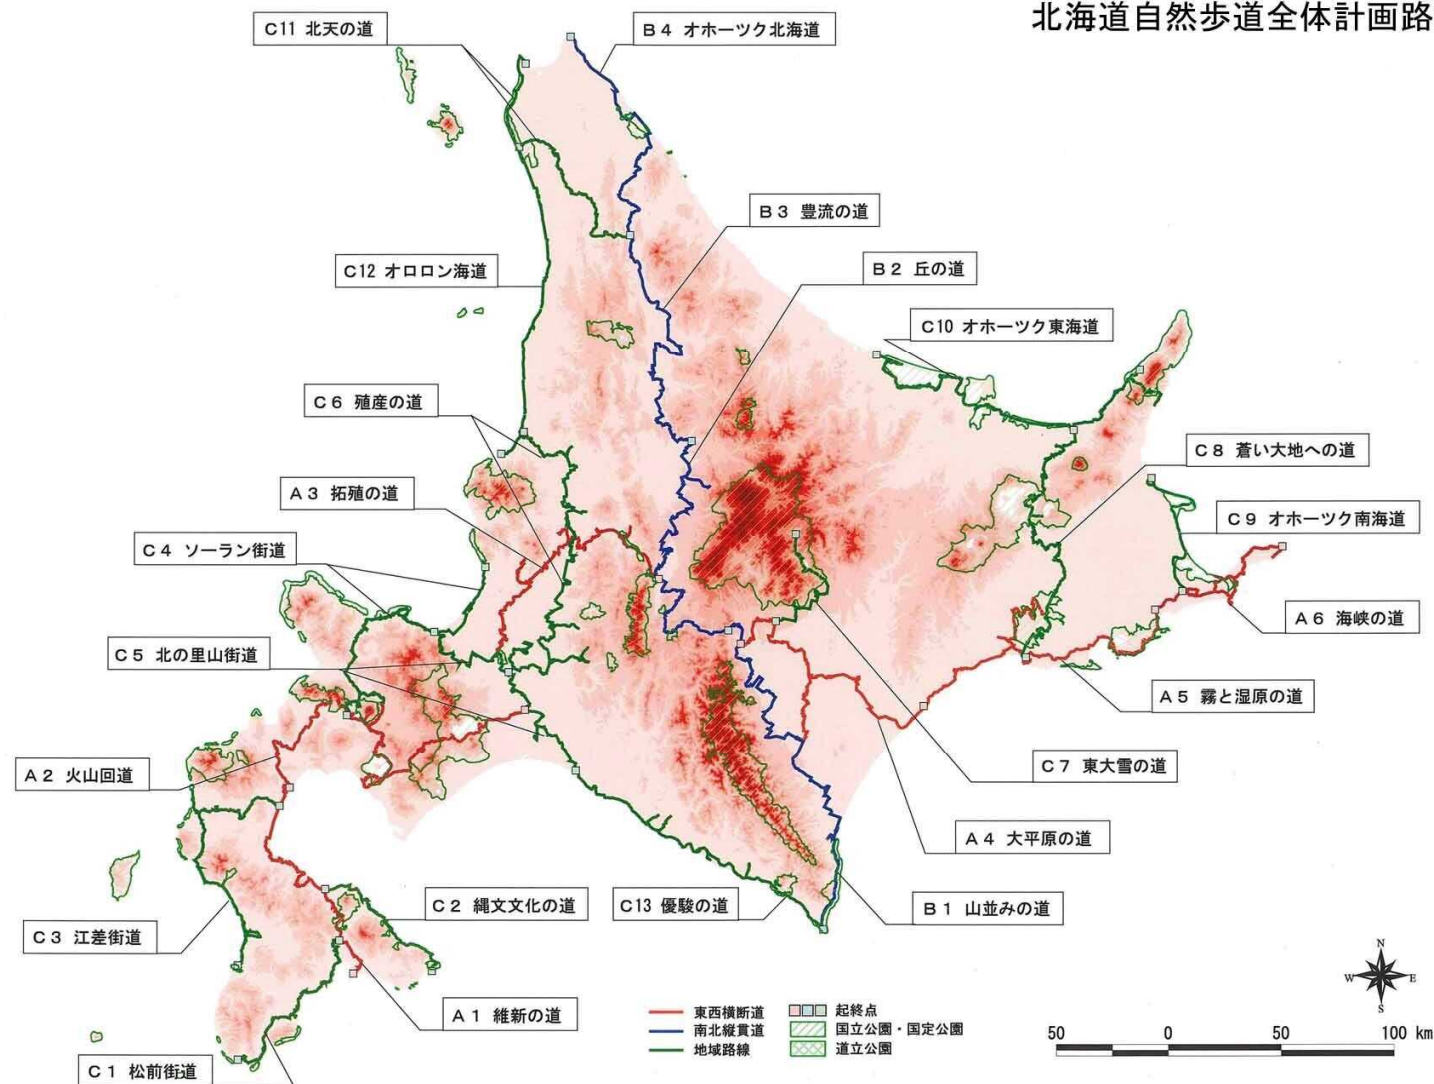 北海道自然歩道全体計画路
C11 北天の道
B4 オホーツク北海道
B3 豊流の道
B2 丘の道
C12 オロロン海道
C10 オホーツク東海道
C6 殖産の道
C8 蒼い大地への道
A3 拓殖の道
C9 オホーツク南海道
C4 ソーラン街道
A6 海峡の道
C5 北の里山街道
A5 霧と湿原の道
C7 東大雪の道
A2 火山回道
A4 大平原の道
C2 縄文文化の道
C13 優駿の道
B1 山並みの道
C3 江差街道
A1 維新の道
C1 松前街道
東西横断道
南北縦貫道
地域路線
起終点
国立公園・国定公園
道立公園
N
W E
S
50 0 50 100 km